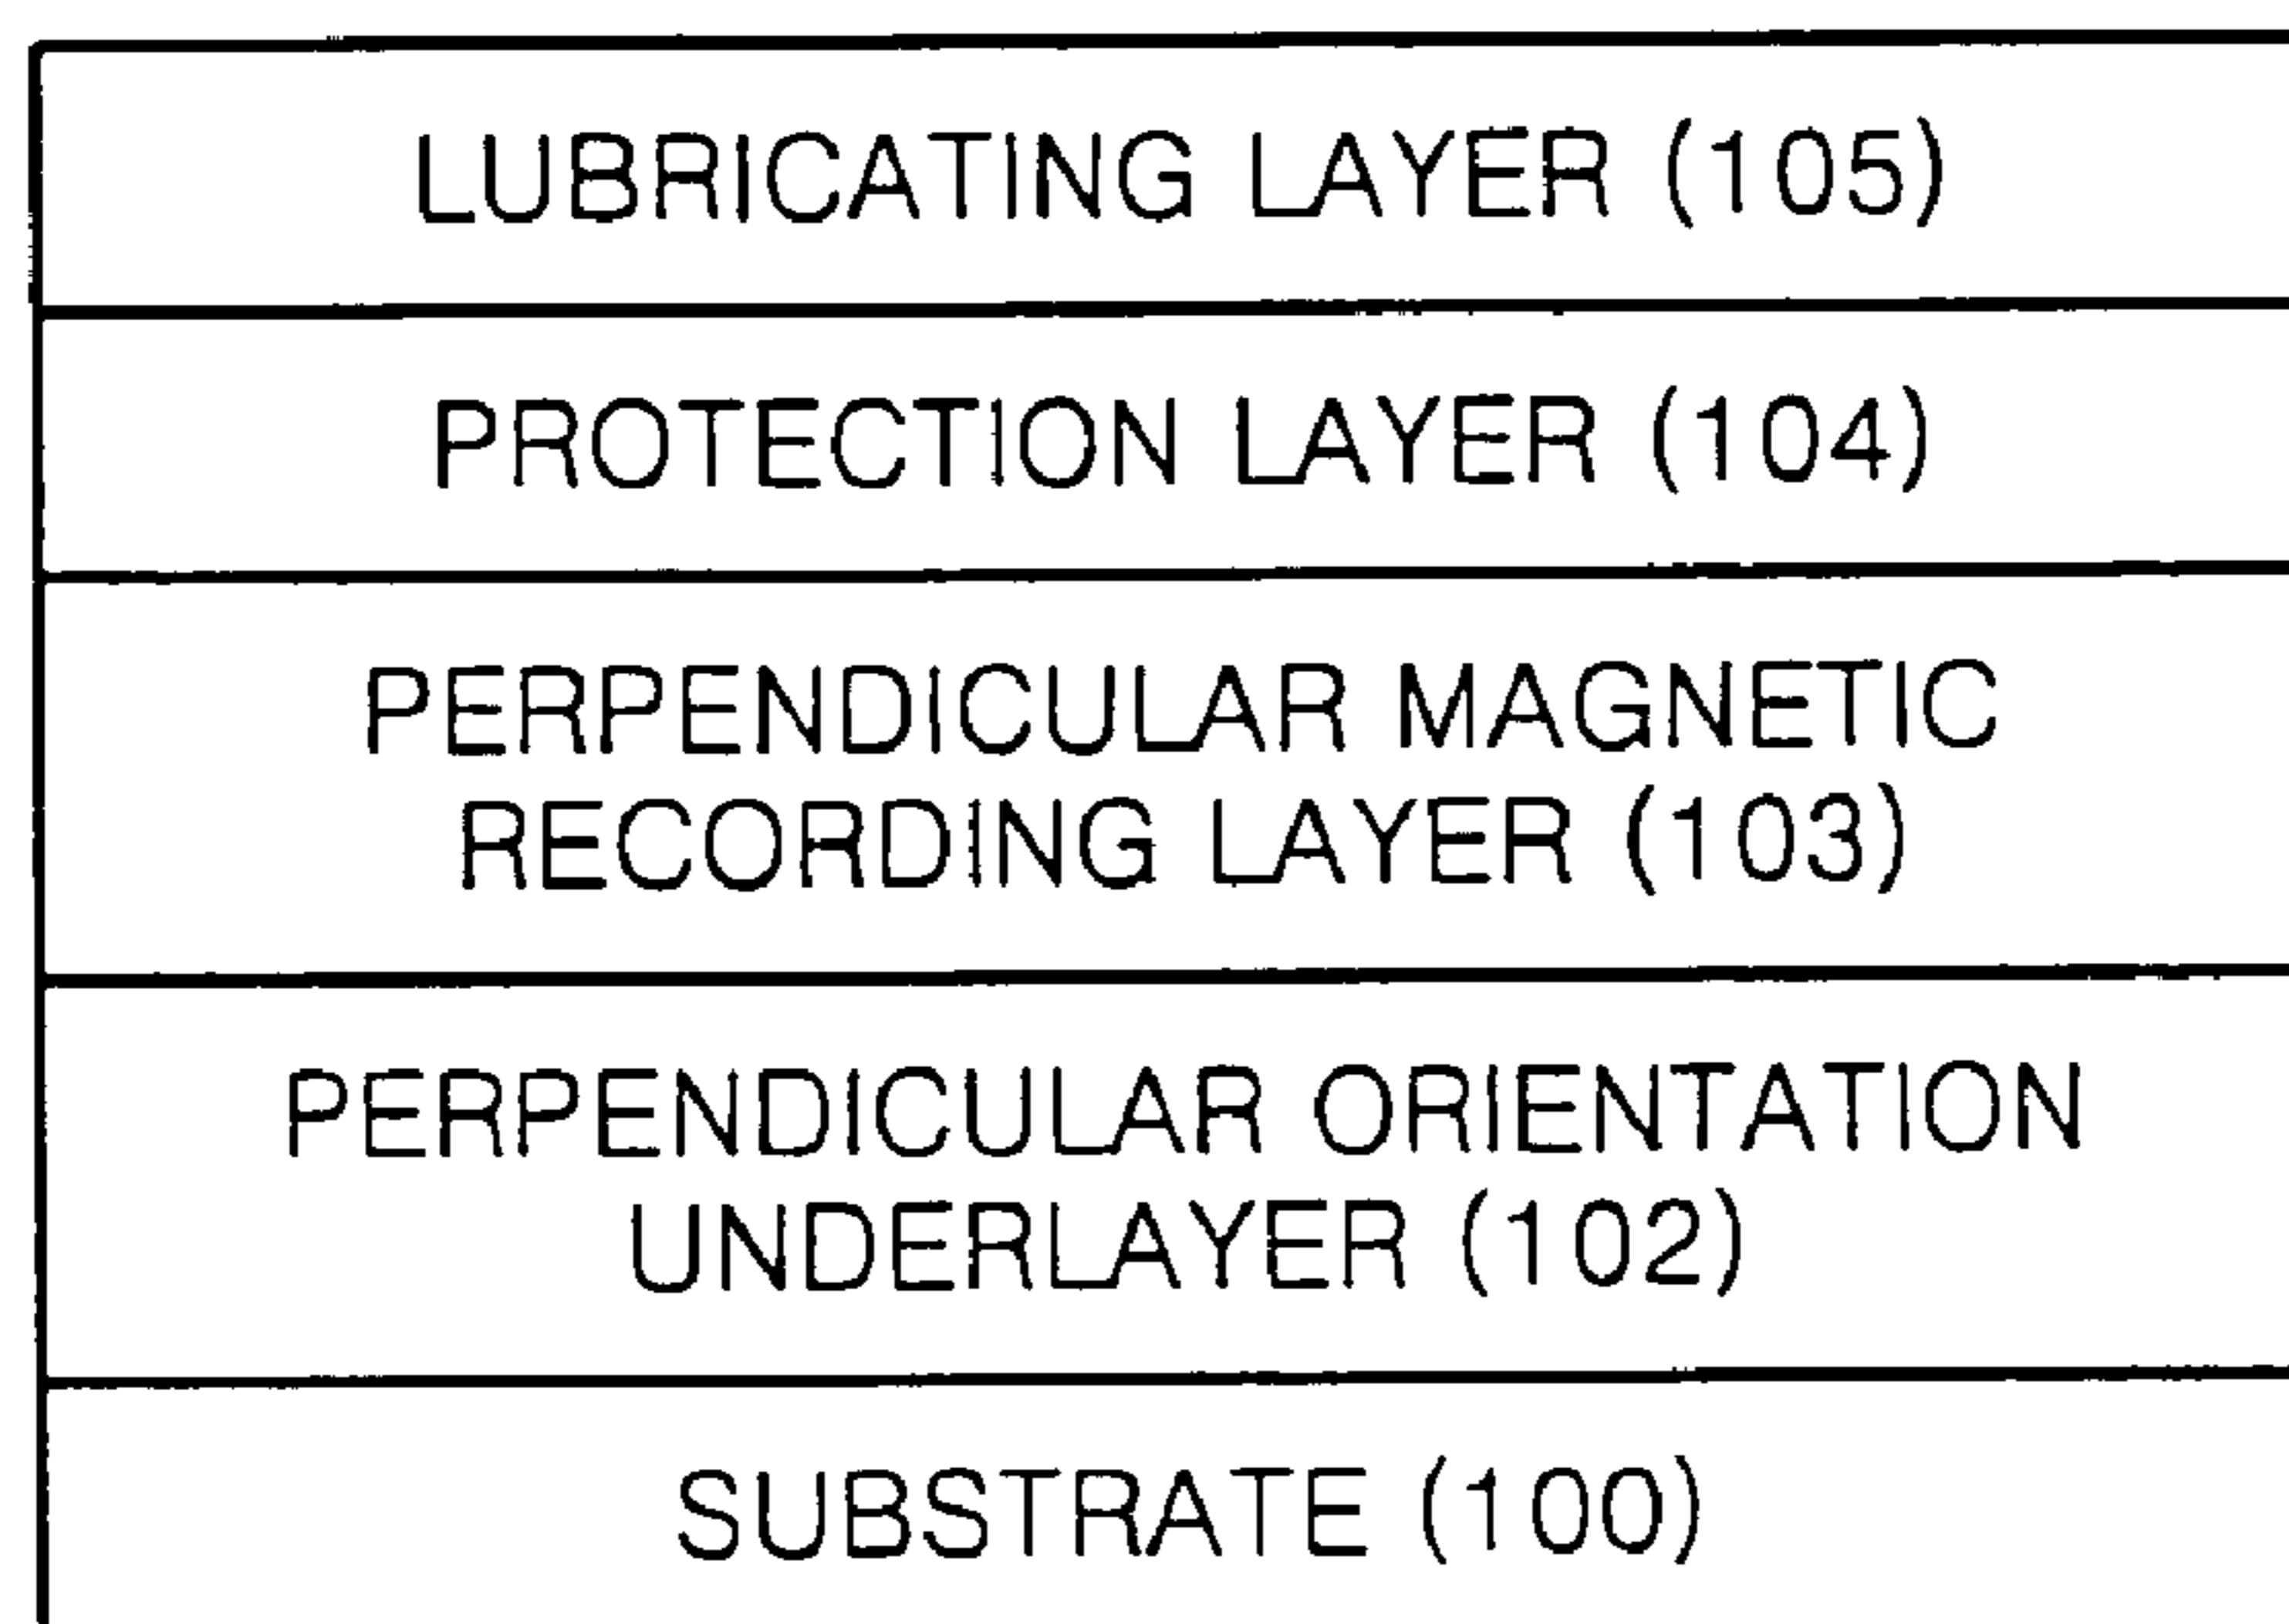 LUBRICATING LAYER (105)
PROTECTION LAYER (104)
PERPENDICULAR MAGNETIC
RECORDING LAYER (103)
PERPENDICULAR ORIENTATION
UNDERLAYER (102)
SUBSTRATE (100)